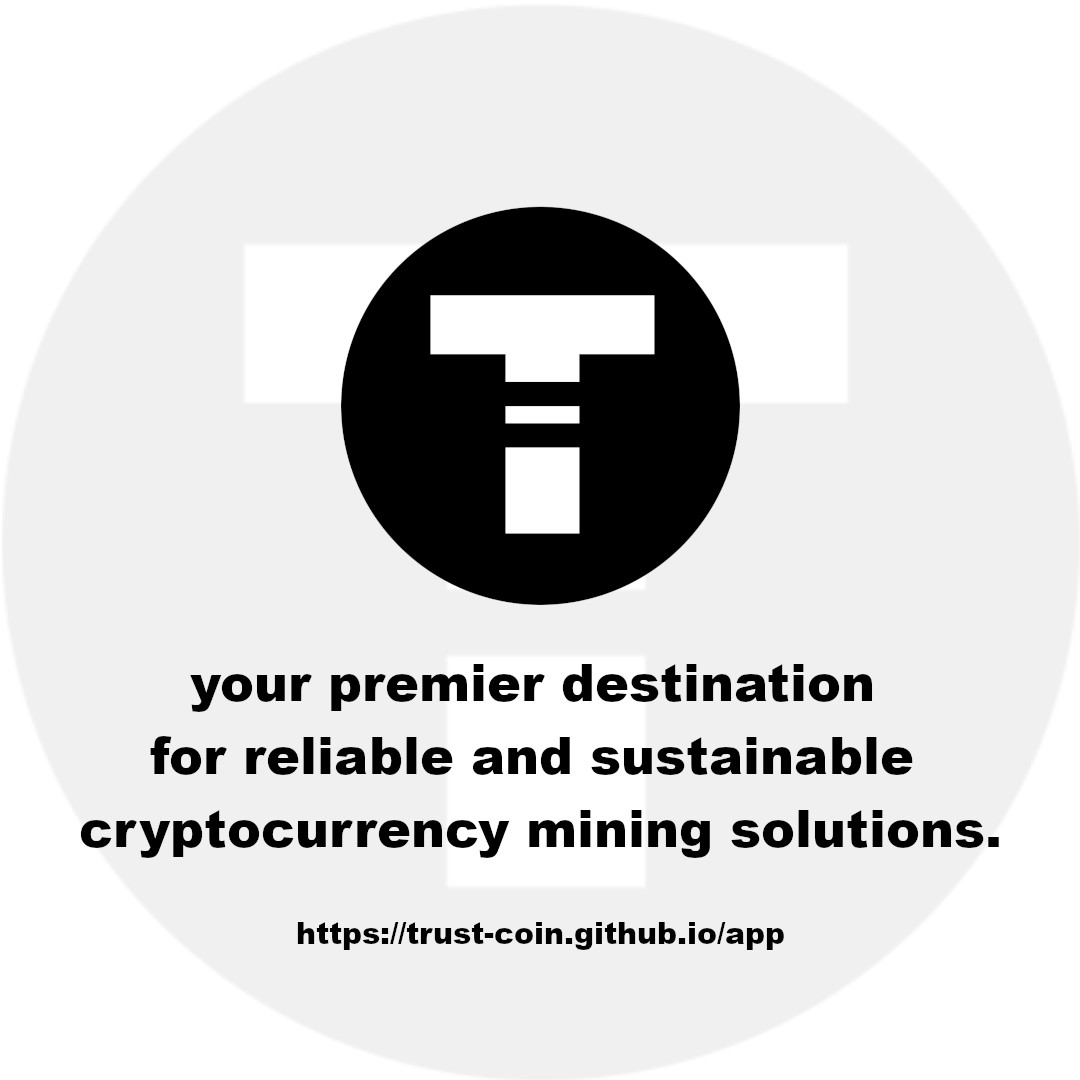 your premier destination
for reliable and sustainable
cryptocurrency mining solutions.
https://trust-coin.github.io/app